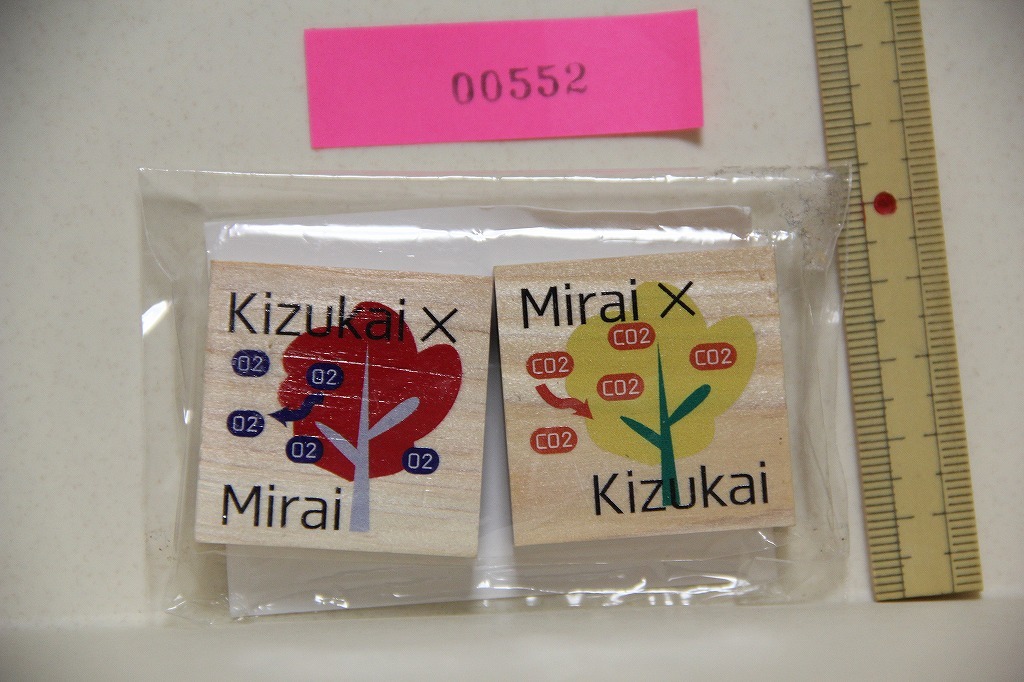 00552
Kizukai ×
O2
O2
O2
O2
O2
Mirai
Mirai ×
CO2
CO2
CO2
CO2
CO2
Kizukai